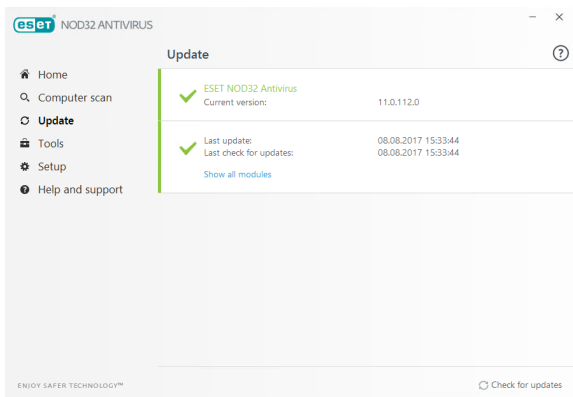 eset NOD32 ANTIVIRUS
Update
?
Home
Computer scan
Update
Tools
Setup
Help and support
ESET NOD32 Antivirus
Current version: 11.0.112.0
Last update: 08.08.2017 15:33:44
Last check for updates: 08.08.2017 15:33:44
Show all modules
ENJOY SAFER TECHNOLOGY™
Check for updates